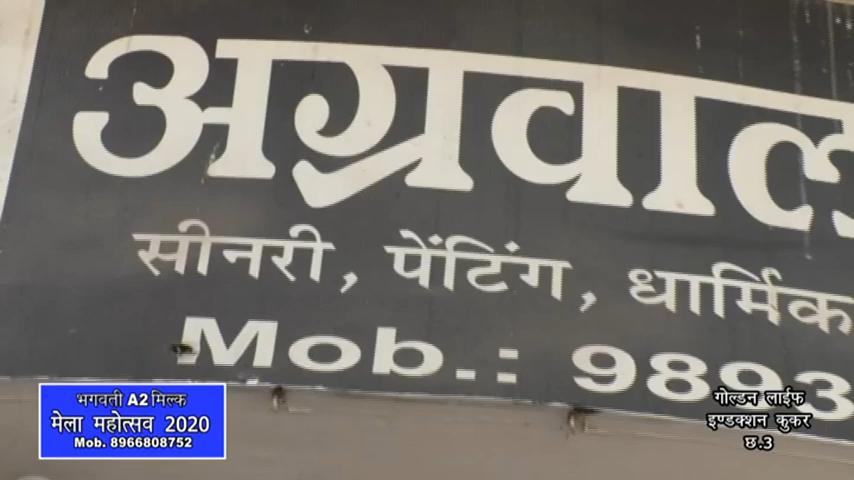 अग्रवाल
सीनरी, पेंटिंग, धार्मिक
Mob.: 9893
भगवती A2 मिल्क
मेला महोत्सव 2020
Mob. 8966808752
गोल्डन लाईफ
इण्डक्शन कुकर
छ.3